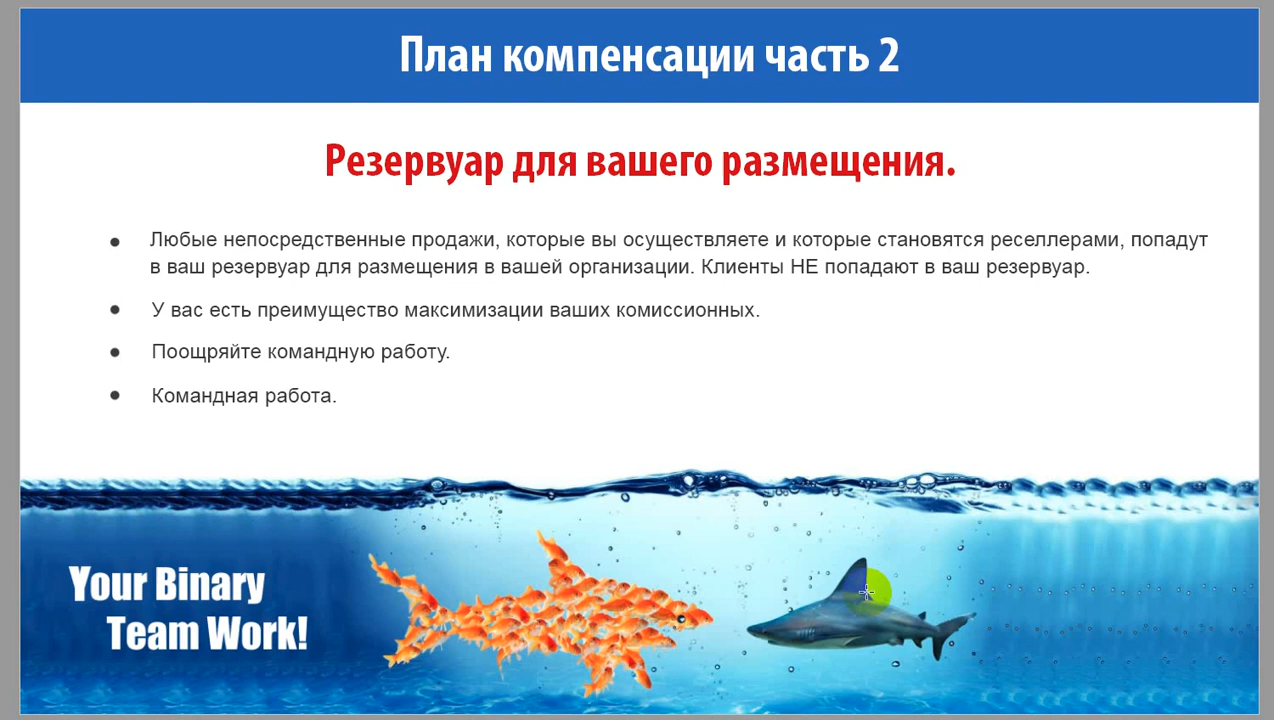 План компенсации часть 2
Резервуар для вашего размещения.
● Любые непосредственные продажи, которые вы осуществляете и которые становятся реселлерами, попадут
в ваш резервуар для размещения в вашей организации. Клиенты НЕ попадают в ваш резервуар.
● У вас есть преимущество максимизации ваших комиссионных.
● Поощряйте командную работу.
● Командная работа.
Your Binary
Team Work!